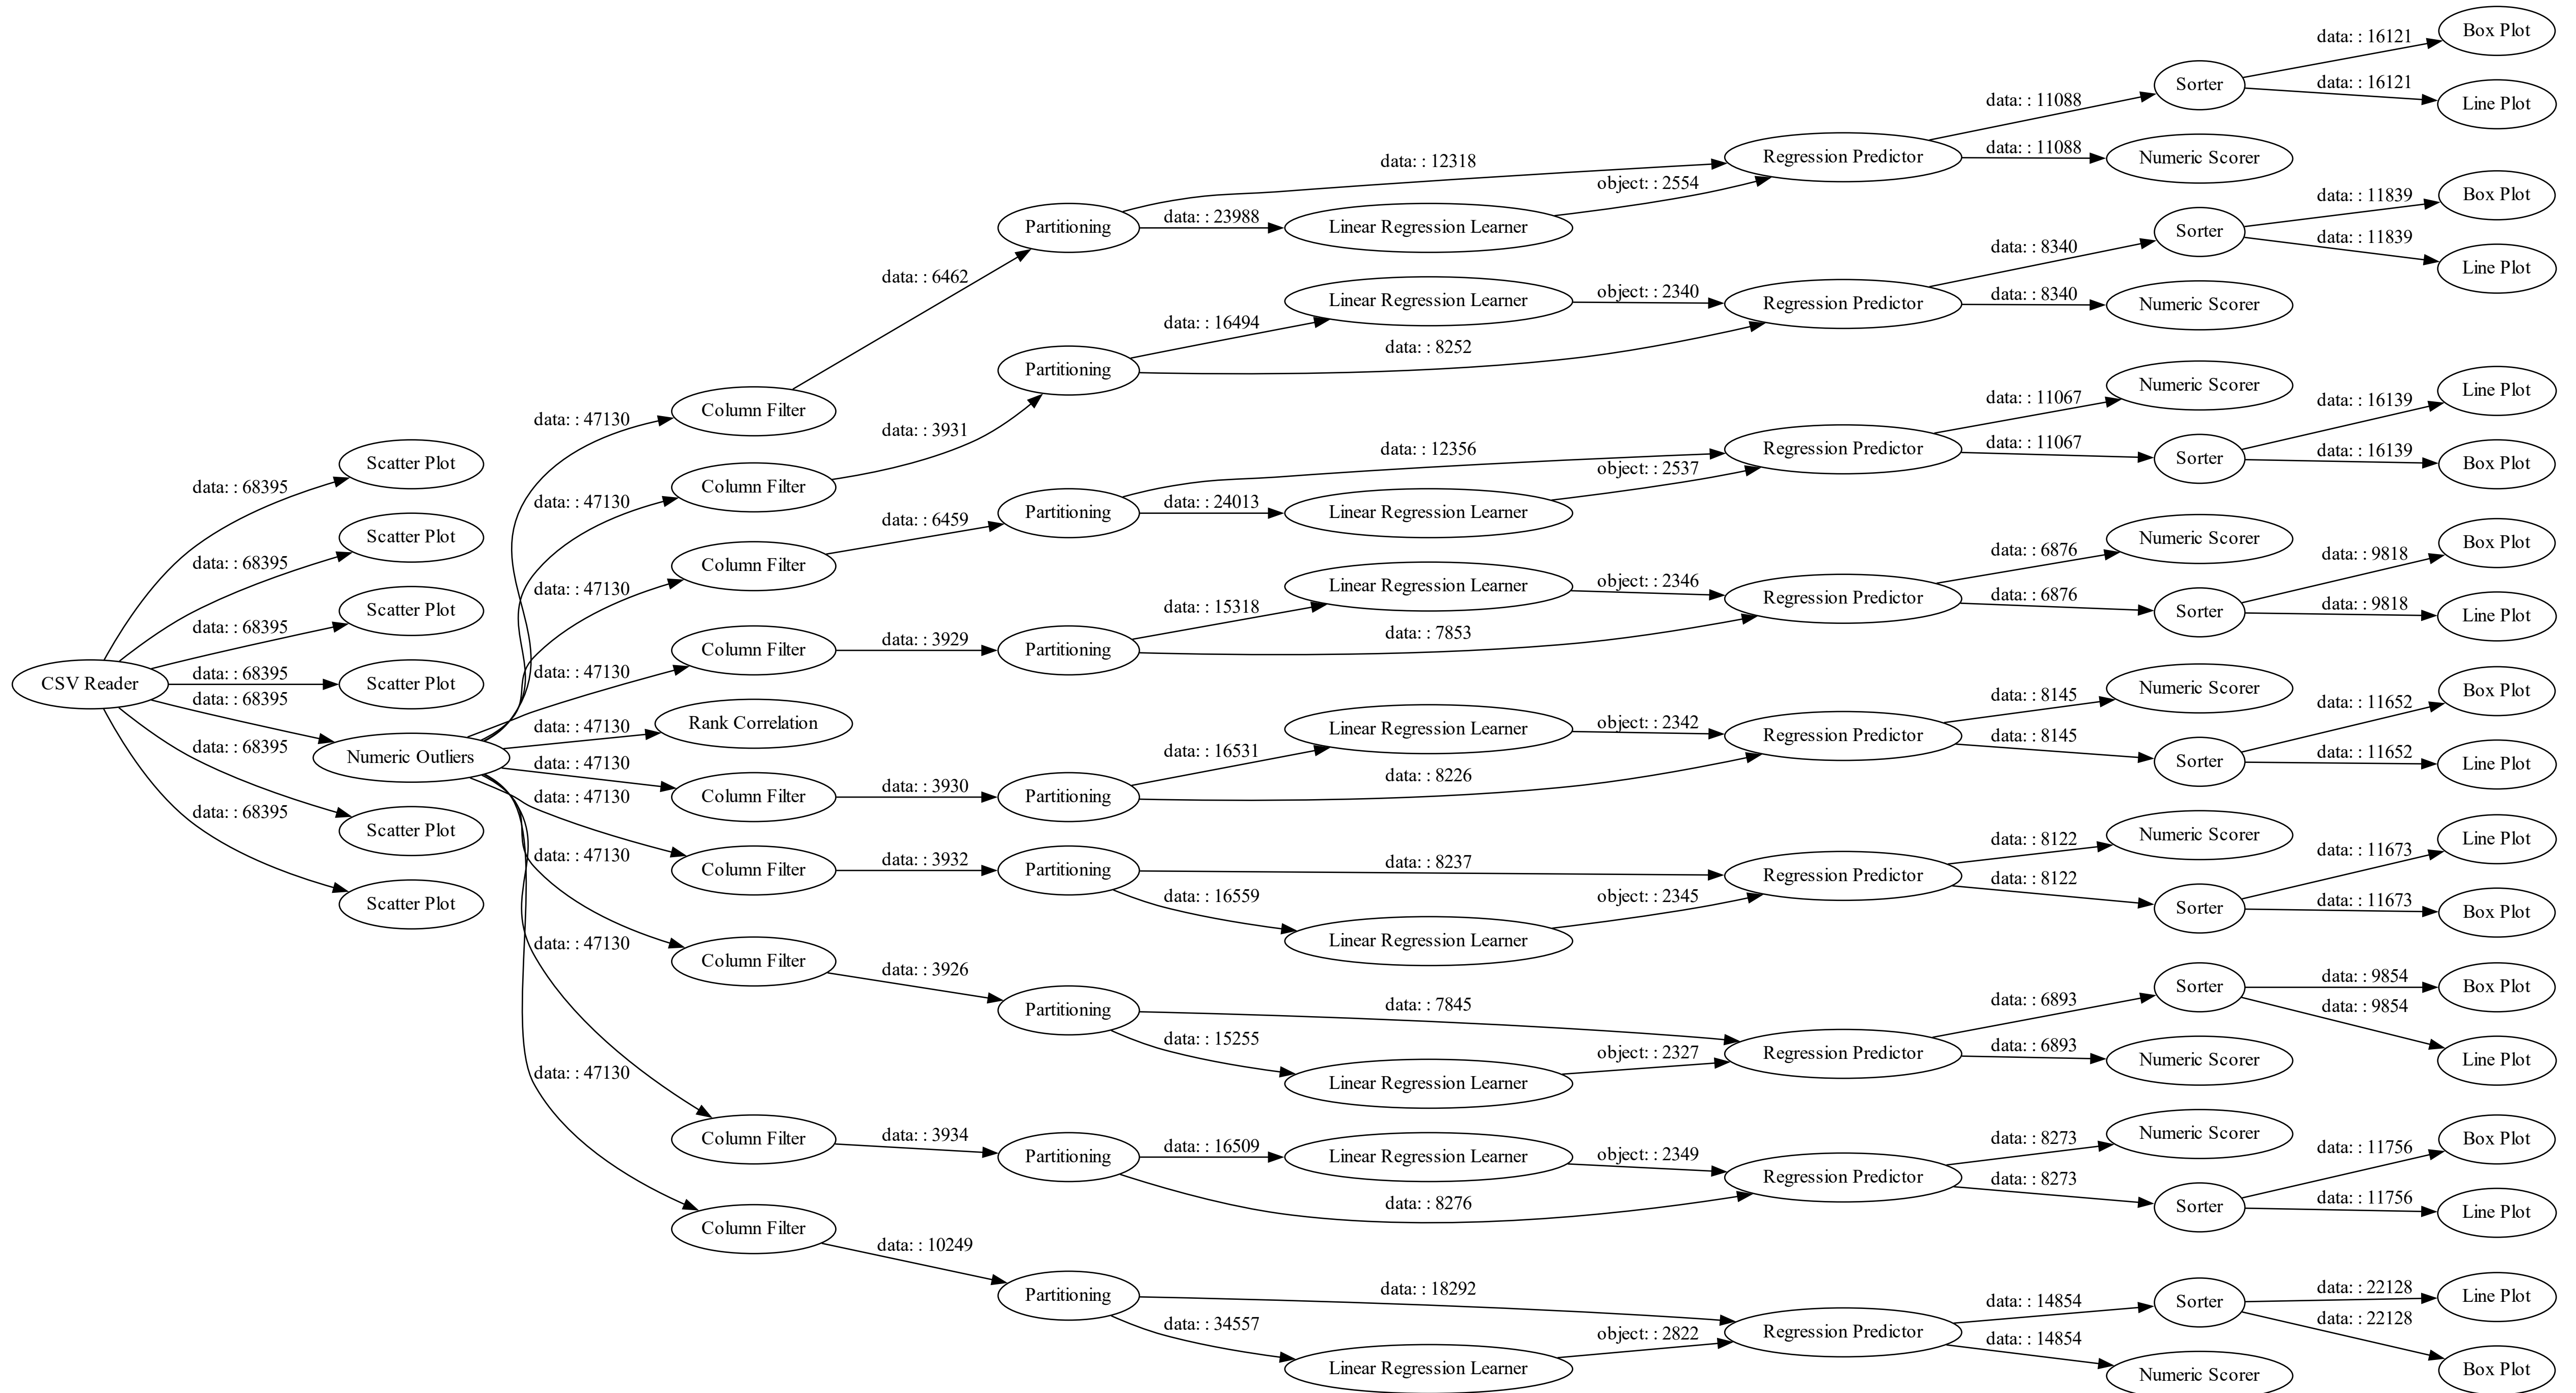 data: : 16121
Box Plot
Sorter
data: : 16121
Line Plot
data: : 11088
Regression Predictor
data: : 11088
Numeric Scorer
data: : 12318
object: : 2554
Partitioning
data: : 23988
Linear Regression Learner
data: : 6462
data: : 11839
Box Plot
Sorter
data: : 11839
Line Plot
data: : 8340
Regression Predictor
data: : 8340
Numeric Scorer
Linear Regression Learner
object: : 2340
data: : 16494
Partitioning
data: : 8252
data: : 47130
Column Filter
data: : 3931
data: : 11067
Numeric Scorer
data: : 16139
Line Plot
Regression Predictor
data: : 11067
Sorter
data: : 16139
Box Plot
data: : 12356
object: : 2537
Partitioning
data: : 24013
Linear Regression Learner
data: : 47130
Column Filter
data: : 6459
data: : 47130
Column Filter
Scatter Plot
data: : 68395
Scatter Plot
data: : 68395
Scatter Plot
data: : 68395
CSV Reader
data: : 68395
Scatter Plot
data: : 68395
Numeric Outliers
data: : 68395
Scatter Plot
data: : 68395
Scatter Plot
data: : 6876
Numeric Scorer
data: : 9818
Box Plot
Linear Regression Learner
object: : 2346
Regression Predictor
data: : 6876
Sorter
data: : 9818
Line Plot
data: : 15318
data: : 47130
Column Filter
data: : 3929
Partitioning
data: : 7853
data: : 47130
Rank Correlation
data: : 8145
Numeric Scorer
data: : 11652
Box Plot
Linear Regression Learner
object: : 2342
Regression Predictor
data: : 8145
Sorter
data: : 11652
Line Plot
data: : 16531
data: : 47130
Column Filter
data: : 3930
Partitioning
data: : 8226
data: : 47130
Column Filter
data: : 3932
Partitioning
data: : 8237
Regression Predictor
data: : 8122
Numeric Scorer
data: : 11673
Line Plot
data: : 8122
Sorter
data: : 11673
Box Plot
data: : 16559
Linear Regression Learner
object: : 2345
data: : 47130
Column Filter
data: : 3926
Partitioning
data: : 7845
Regression Predictor
data: : 6893
Sorter
data: : 9854
Box Plot
data: : 9854
Line Plot
data: : 6893
Numeric Scorer
data: : 15255
Linear Regression Learner
object: : 2327
data: : 47130
Column Filter
data: : 3934
Partitioning
data: : 16509
Linear Regression Learner
object: : 2349
Regression Predictor
data: : 8276
data: : 8273
Numeric Scorer
data: : 8273
Sorter
data: : 11756
Box Plot
data: : 11756
Line Plot
data: : 47130
Column Filter
data: : 10249
Partitioning
data: : 18292
Regression Predictor
data: : 34557
Linear Regression Learner
object: : 2822
data: : 14854
Sorter
data: : 22128
Line Plot
data: : 22128
Box Plot
data: : 14854
Numeric Scorer